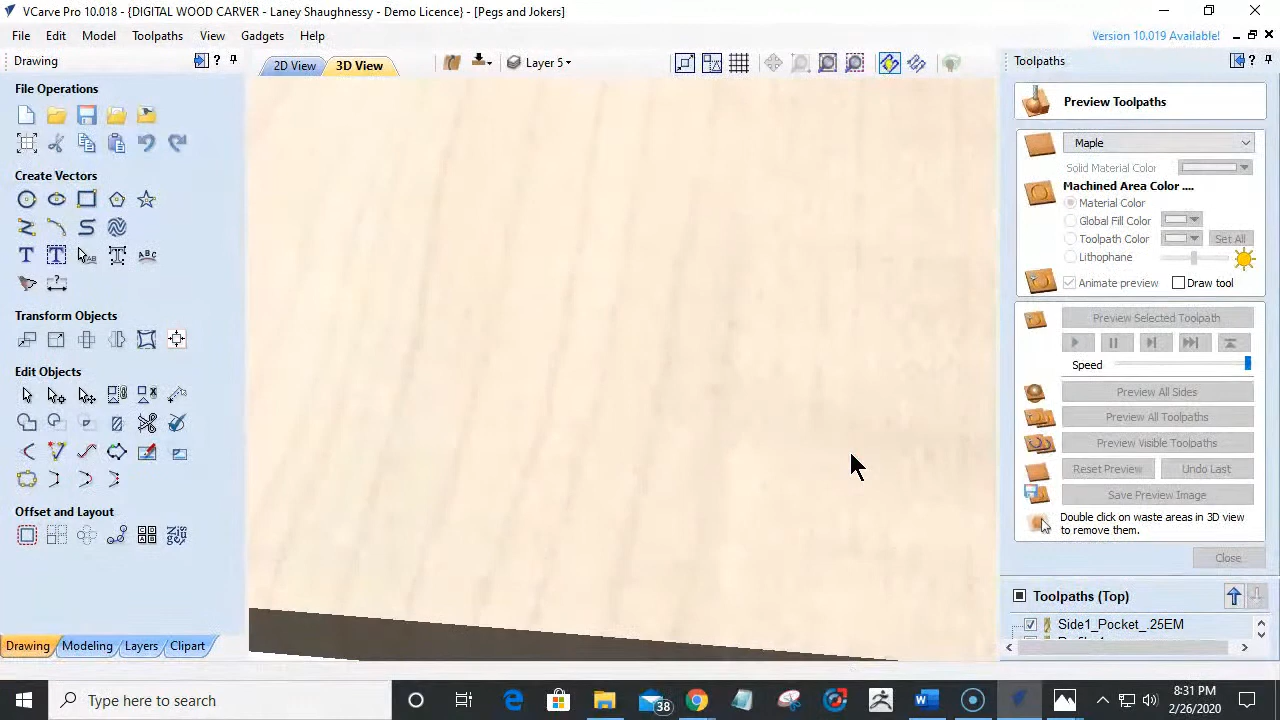 VCarve Pro 10.018 - {DIGITAL WOOD CARVER - Laney Shaughnessy - Demo Licence} - [Pegs and Jokers]
File Edit Model Toolpaths View Gadgets Help
Version 10.019 Available!
Drawing
2D View
3D View
Layer 5
Toolpaths
File Operations
Create Vectors
Transform Objects
Edit Objects
Offset and Layout
Drawing
Modeling
Layers
Clipart
Preview Toolpaths
Maple
Solid Material Color
Machined Area Color ....
Material Color
Global Fill Color
Toolpath Color
Set All
Lithophane
Animate preview
Draw tool
Preview Selected Toolpath
Speed
Preview All Sides
Preview All Toolpaths
Preview Visible Toolpaths
Reset Preview
Undo Last
Save Preview Image
Double click on waste areas in 3D view
to remove them.
Close
Toolpaths (Top)
Side1_Pocket_.25EM
Type here to search
38
8:31 PM
2/26/2020